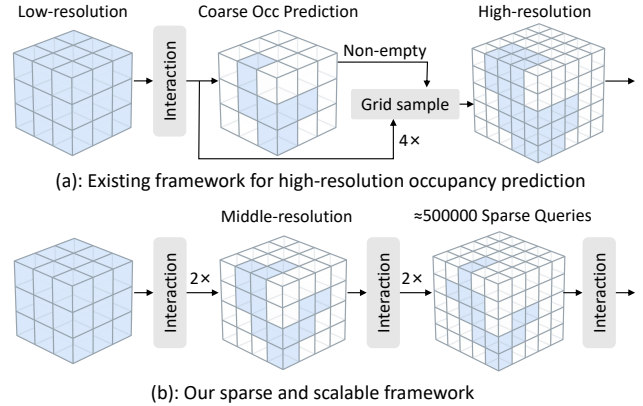 Low-resolution
Coarse Occ Prediction
High-resolution
Interaction
Non-empty
Grid sample
4×
(a): Existing framework for high-resolution occupancy prediction
Middle-resolution
≈500000 Sparse Queries
Interaction
2×
Interaction
2×
Interaction
(b): Our sparse and scalable framework